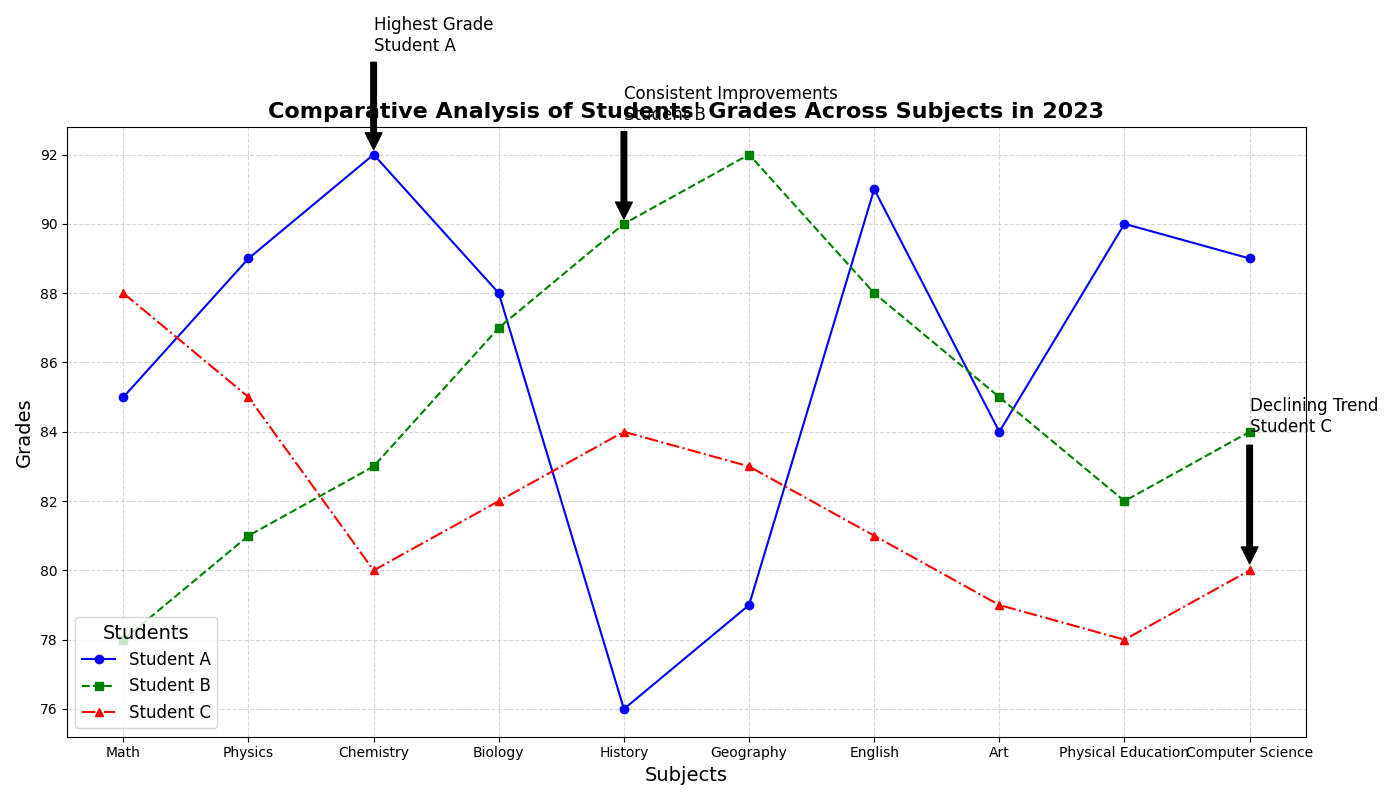 Highest Grade
Student A
Consistent Improvements
Student B
Comparative Analysis of Students' Grades Across Subjects in 2023
Grades
92
90
88
86
84
82
80
78
76
Declining Trend
Student C
Students
Student A
Student B
Student C
Math
Physics
Chemistry
Biology
History
Geography
English
Art
Physical Education
Computer Science
Subjects